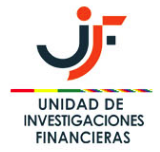 UNIDAD DE
INVESTIGACIONES
FINANCIERAS